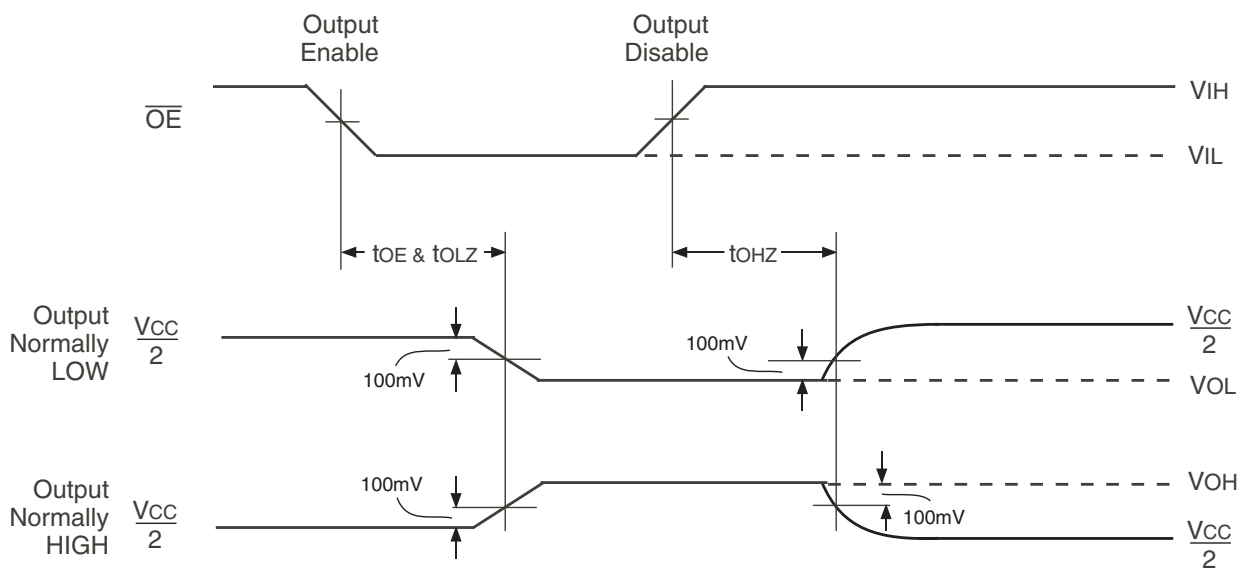 Output
Enable
Output
Disable
OE
VIH
VIL
tOE & tOLZ
tOHZ
Output
Normally
LOW
VCC
2
100mV
100mV
VCC
2
VOL
Output
Normally
HIGH
VCC
2
100mV
VOH
100mV
VCC
2